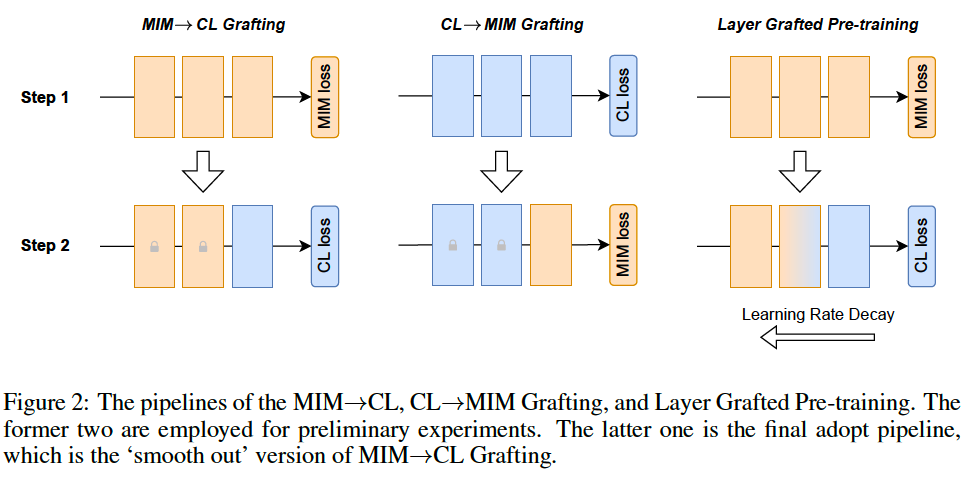 MIM→ CL Grafting
CL→ MIM Grafting
Layer Grafted Pre-training
Step 1
MIM loss
CL loss
MIM loss
Step 2
CL loss
MIM loss
CL loss
Learning Rate Decay
Figure 2: The pipelines of the MIM→CL, CL→MIM Grafting, and Layer Grafted Pre-training. The
former two are employed for preliminary experiments. The latter one is the final adopt pipeline,
which is the ‘smooth out’ version of MIM→CL Grafting.